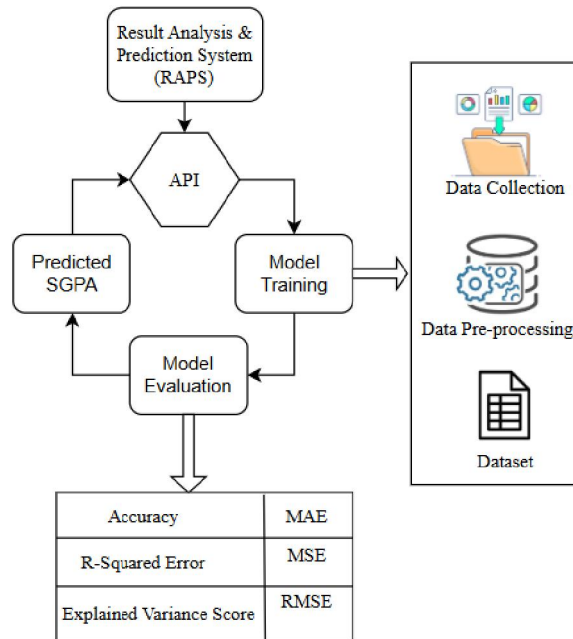 Result Analysis &
Prediction System
(RAPS)
API
Predicted
SGPA
Model
Training
Model
Evaluation
Data Collection
Data Pre-processing
Dataset
Accuracy MAE
R-Squared Error MSE
Explained Variance Score RMSE